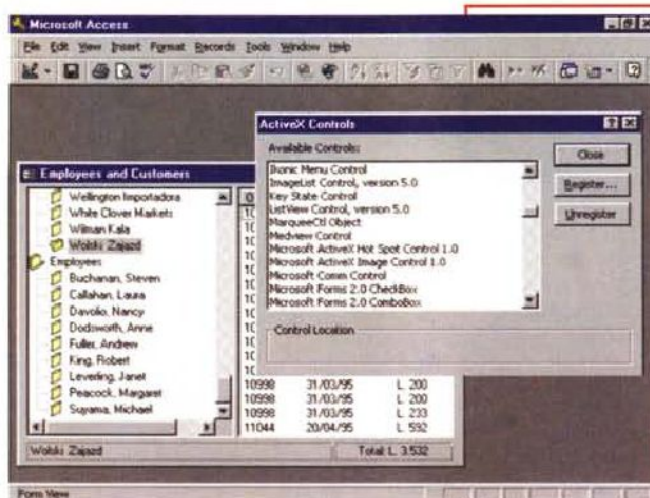 Microsoft Access
File Edit View Insert Format Records Tools Window Help
ActiveX Controls
Available Controls:
ImageList Control, version 5.0
Key State Control
ListView Control, version 5.0
MarqueeCtl Object
Medview Control
Microsoft ActiveX Hot Spot Control 1.0
Microsoft ActiveX Image Control 1.0
Microsoft Comm Control
Microsoft Forms 2.0 CheckBox
Microsoft Forms 2.0 ComboBox
Close
Register...
Unregister
Control Location
Employees and Customers
Wellington Importadora
White Clover Markets
Wilman Kala
Wolski Zajazd
Employees
Buchanan, Steven
Callahan, Laura
Davolio, Nancy
Dodsworth, Anne
Fuller, Andrew
King, Robert
Leverling, Janet
Peacock, Margaret
Suyama, Michael
10998 31/03/95 L. 200
10998 31/03/95 L. 200
10998 31/03/95 L. 233
11044 20/04/95 L. 592
Wolski Zajazd Total: L. 3.532
Form View